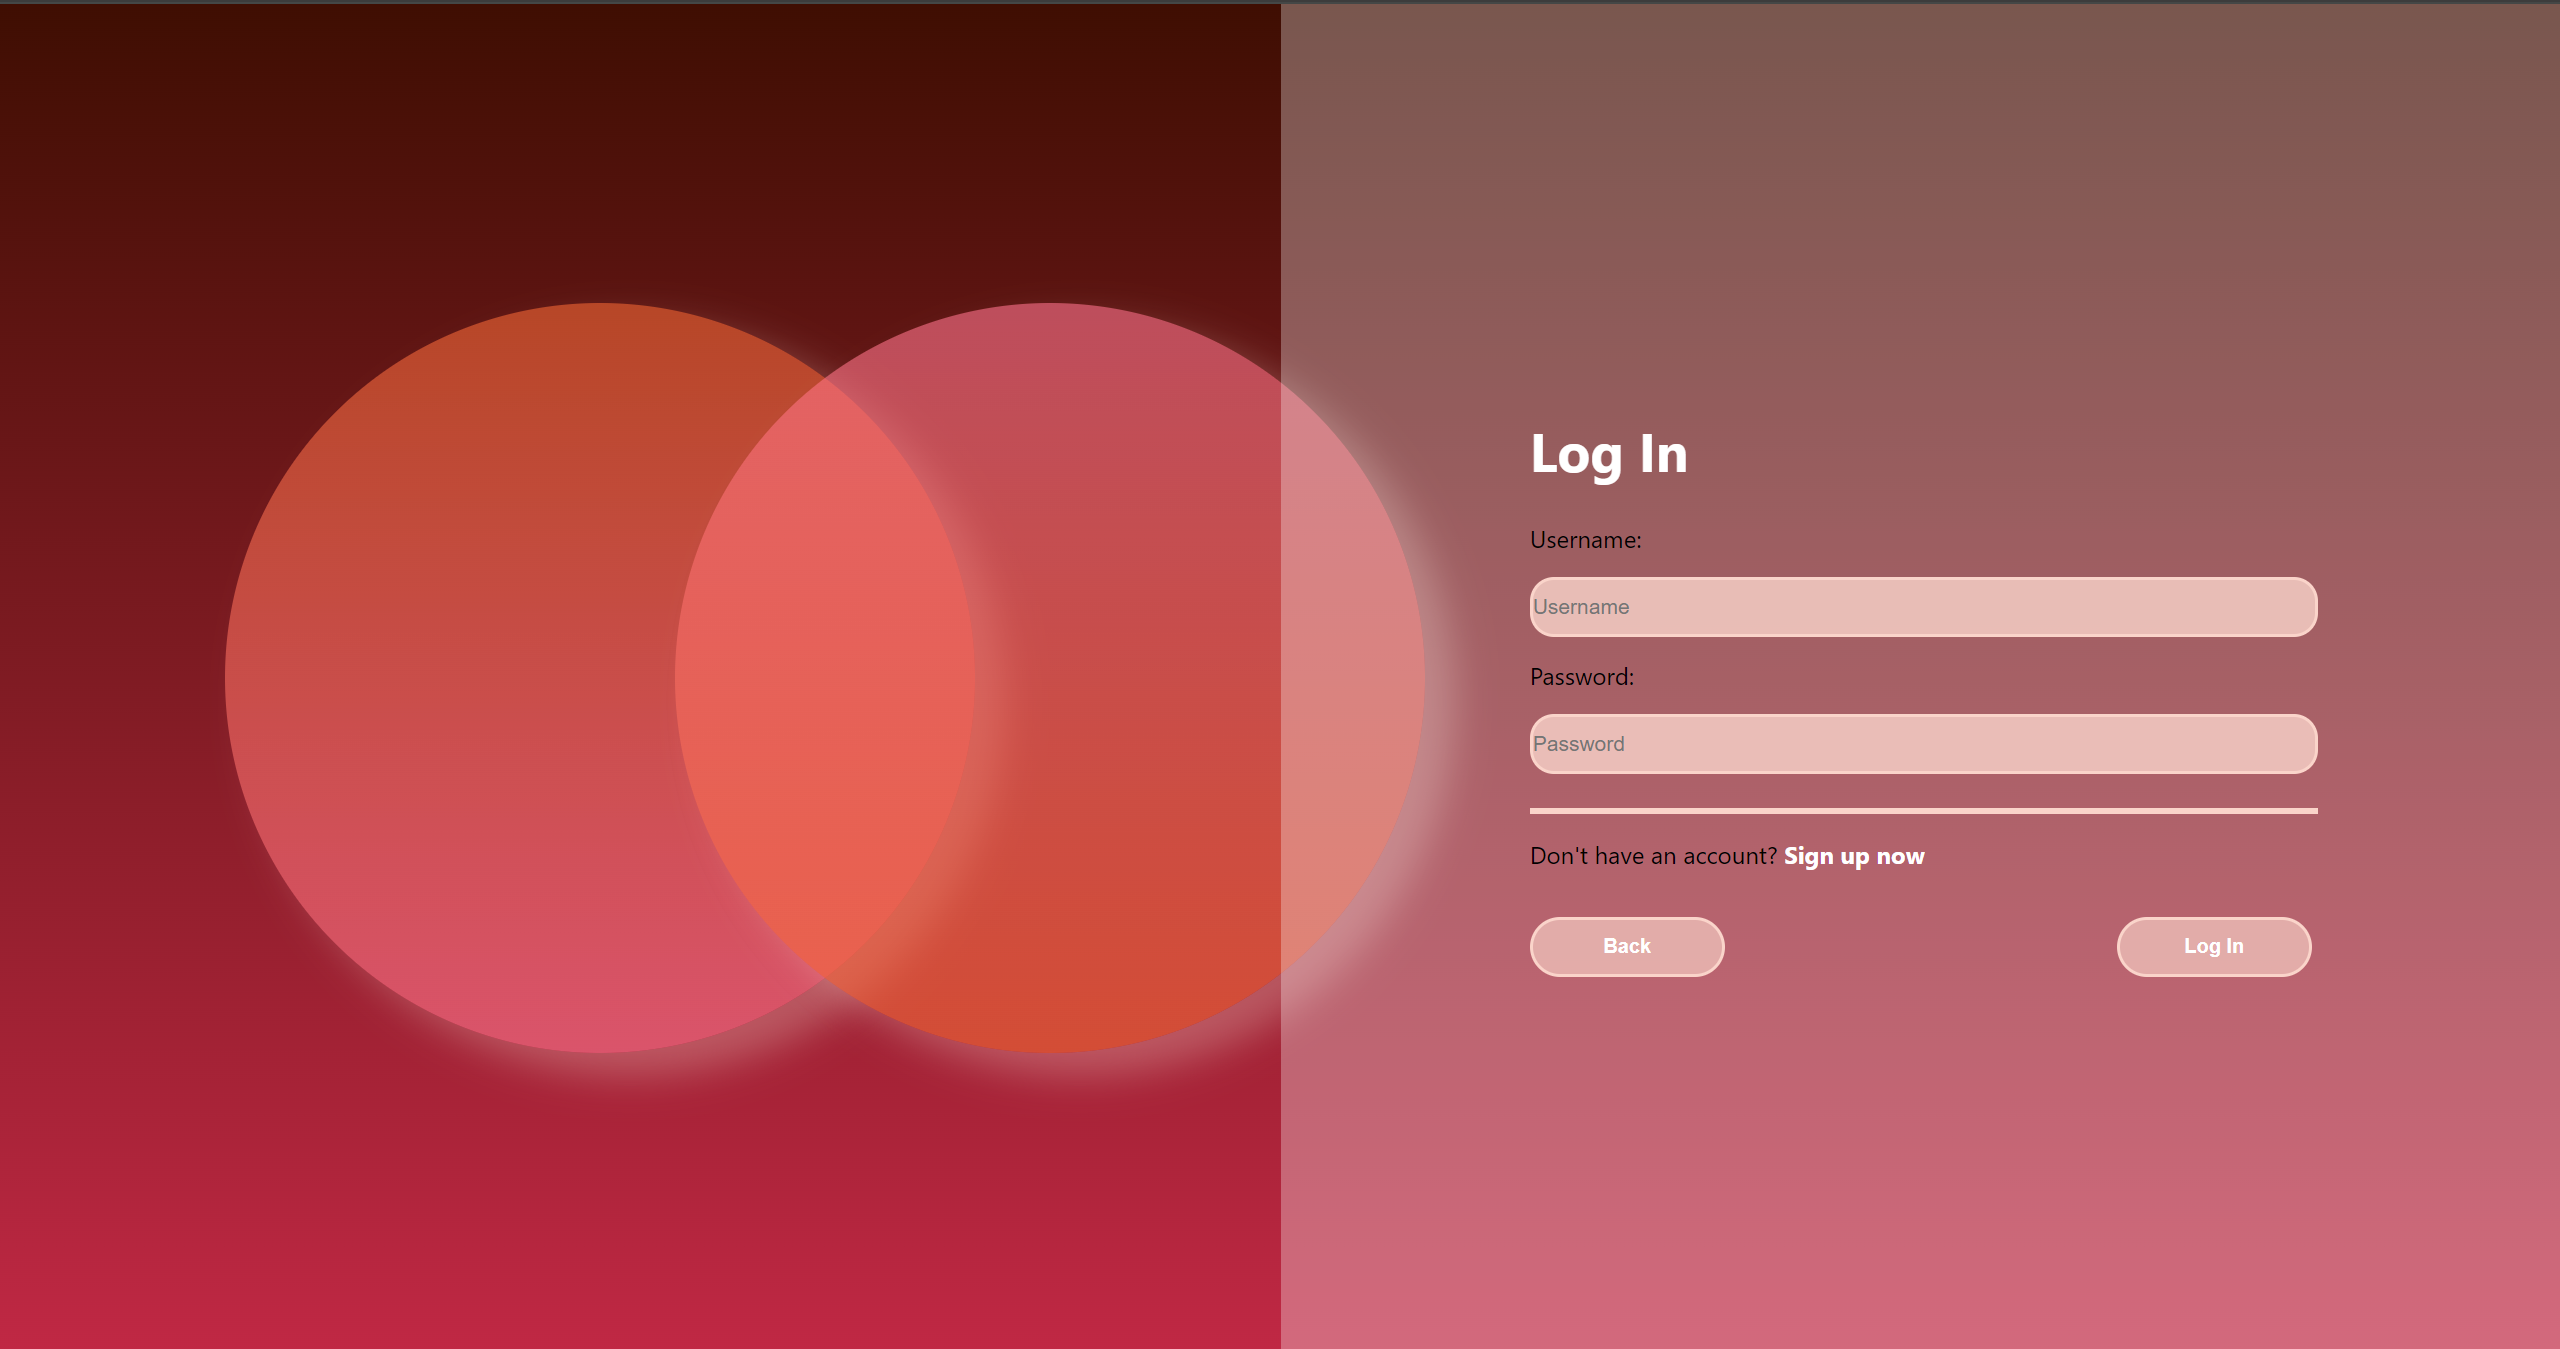 Log In
Username:
Username
Password:
Password
Don't have an account? Sign up now
Back
Log In